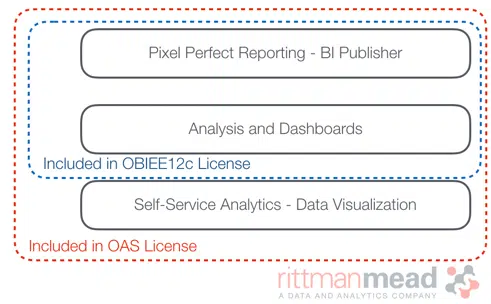 Pixel Perfect Reporting - BI Publisher
Analysis and Dashboards
Included in OBIEE12c License
Self-Service Analytics - Data Visualization
Included in OAS License
rittmanmead
A DATA AND ANALYTICS COMPANY